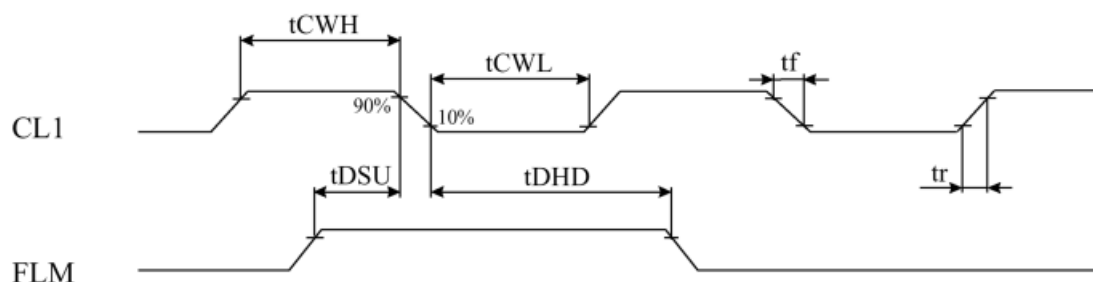 tCWH
tCWL
tf
CL1
90%
10%
tDSU
tDHD
tr
FLM